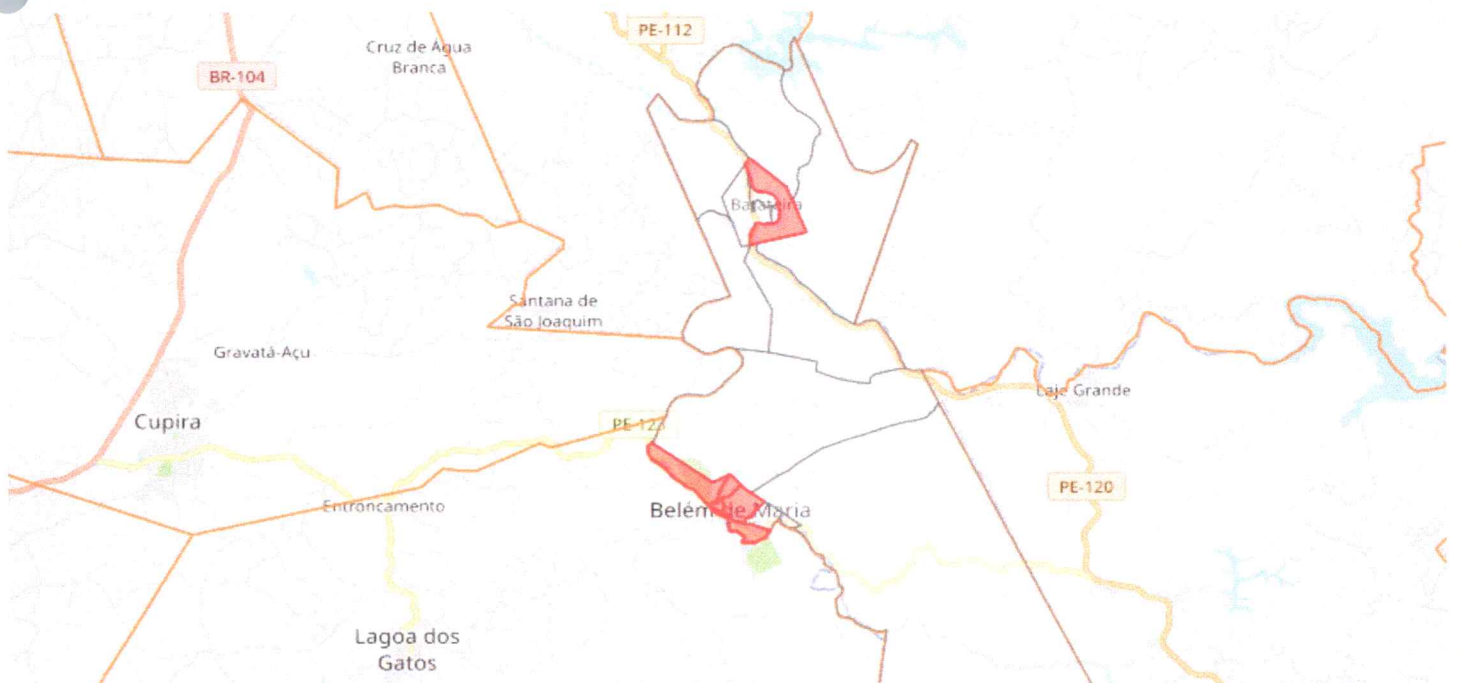 PE-112
Cruz de Água
Branca
BR-104
Batateira
Santana de
São Joaquim
Gravatá-Açu
Laje Grande
Cupira
PE-123
PE-120
Entroncamento
Belém de Maria
Lagoa dos
Gatos